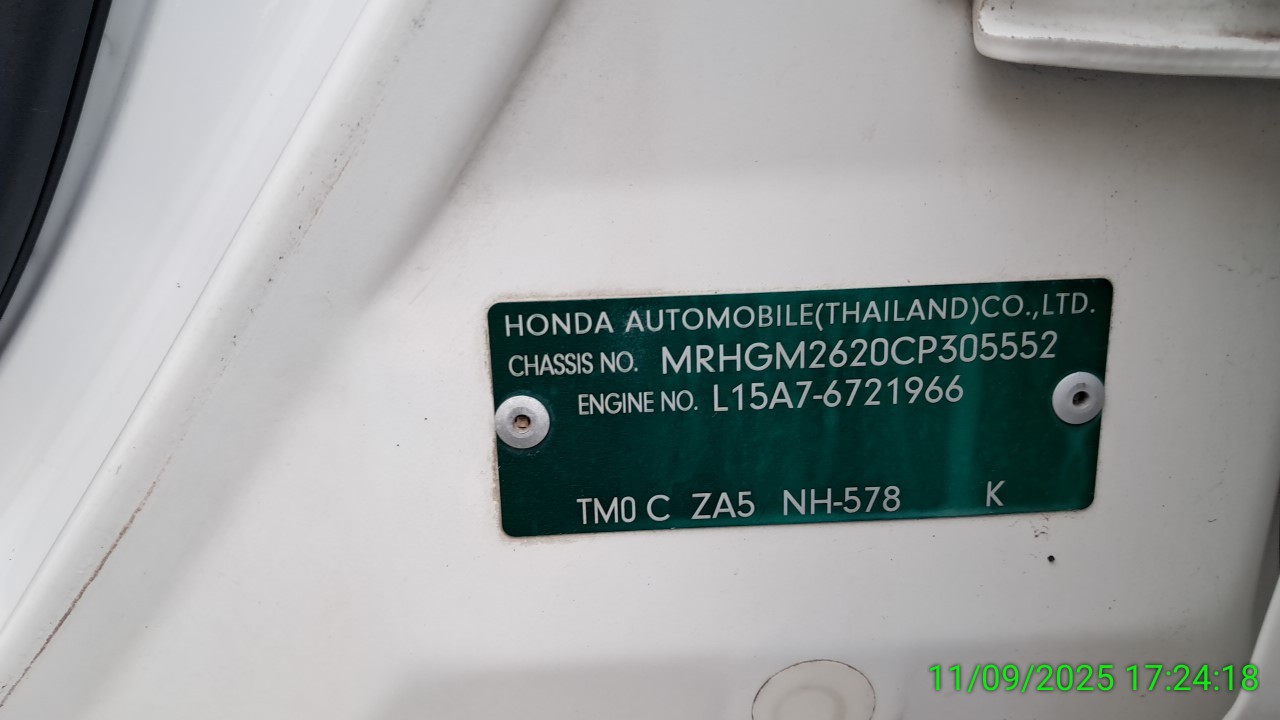 HONDA AUTOMOBILE(THAILAND)CO.,LTD.
CHASSIS NO. MRHGM2620CP305552
ENGINE NO. L15A7-6721966
TM0 C ZA5 NH-578 K
11/09/2025 17:24:18